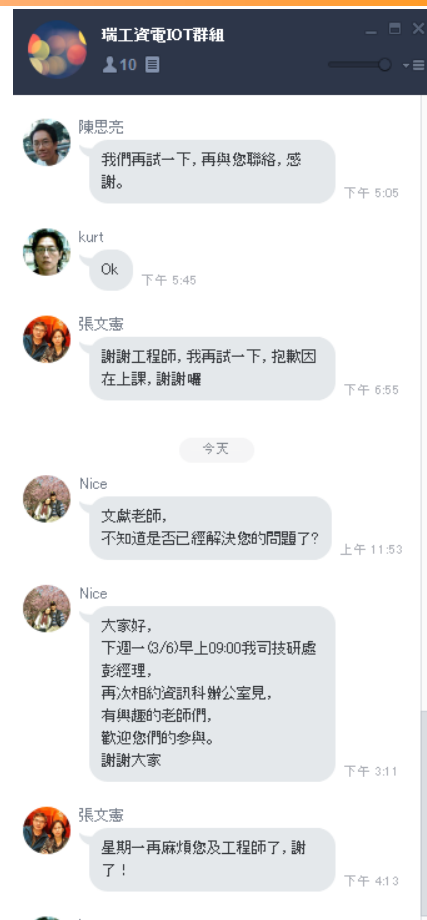 瑞工資電IOT群組
10
陳思亮
我們再試一下,再與您聯絡,感
謝。
下午 5:05
kurt
Ok
下午 5:45
張文憲
謝謝工程師,我再試一下,抱歉因
在上課,謝謝囉
下午 6:55
今天
Nice
文獻老師,
不知道是否已經解決您的問題了?
上午 11:53
Nice
大家好,
下週一(3/6)早上09:00我司技研處
彭經理,
再次相約資訊科辦公室見,
有興趣的老師們,
歡迎您們的參與。
謝謝大家
下午 3:11
張文憲
星期一再麻煩您及工程師了,謝
了!
下午 4:13